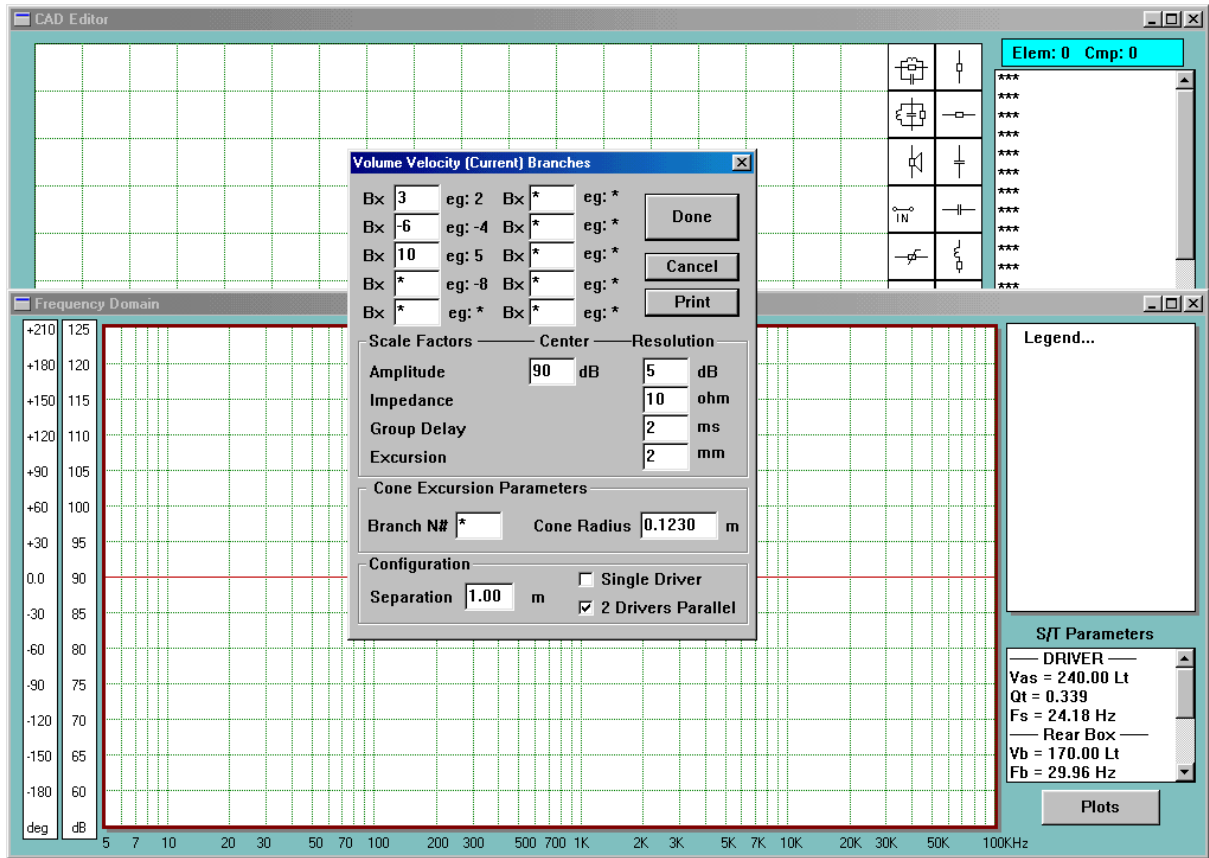 CAD Editor
Elem: 0 Cmp: 0
***
***
***
***
***
***
***
***
***
***
***
***
IN
Volume Velocity (Current) Branches
Bx 3 eg: 2 Bx * eg: *
Bx -6 eg: -4 Bx * eg: *
Bx 10 eg: 5 Bx * eg: *
Bx * eg: -8 Bx * eg: *
Bx * eg: * Bx * eg: *
Done
Cancel
Print
Scale Factors Center Resolution
Amplitude 90 dB 5 dB
Impedance 10 ohm
Group Delay 2 ms
Excursion 2 mm
Cone Excursion Parameters
Branch N# * Cone Radius 0.1230 m
Configuration
Separation 1.00 m
Single Driver
2 Drivers Parallel
Frequency Domain
+210 125
+180 120
+150 115
+120 110
+90 105
+60 100
+30 95
0.0 90
-30 85
-60 80
-90 75
-120 70
-150 65
-180 60
deg dB
5 7 10 20 30 50 70 100 200 300 500 700 1K 2K 3K 5K 7K 10K 20K 30K 50K 100KHz
Legend...
S/T Parameters
—— DRIVER ——
Vas = 240.00 Lt
Qt = 0.339
Fs = 24.18 Hz
—— Rear Box ——
Vb = 170.00 Lt
Fb = 29.96 Hz
Plots